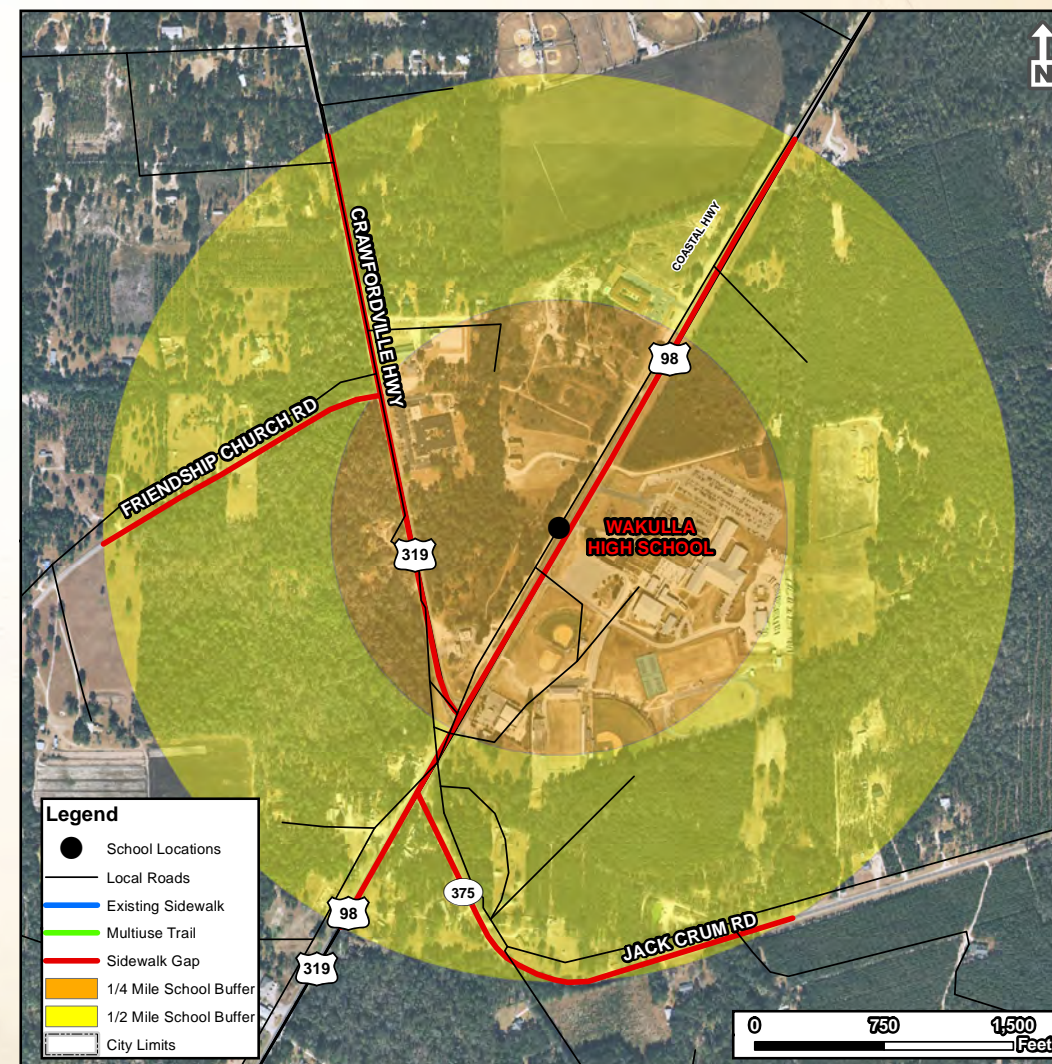 N
CRAWFORDVILLE HWY
COASTAL HWY
98
FRIENDSHIP CHURCH RD
WAKULLA
HIGH SCHOOL
319
375
98
319
JACK CRUM RD
Legend
School Locations
Local Roads
Existing Sidewalk
Multiuse Trail
Sidewalk Gap
1/4 Mile School Buffer
1/2 Mile School Buffer
City Limits
0 750 1,500
Feet